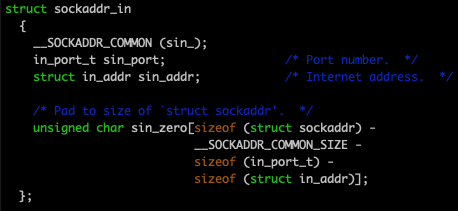 struct sockaddr_in
  {
    __SOCKADDR_COMMON (sin_);
    in_port_t sin_port;                 /* Port number.  */
    struct in_addr sin_addr;            /* Internet address.  */

    /* Pad to size of `struct sockaddr'.  */
    unsigned char sin_zero[sizeof (struct sockaddr) -
                           __SOCKADDR_COMMON_SIZE -
                           sizeof (in_port_t) -
                           sizeof (struct in_addr)];
  };